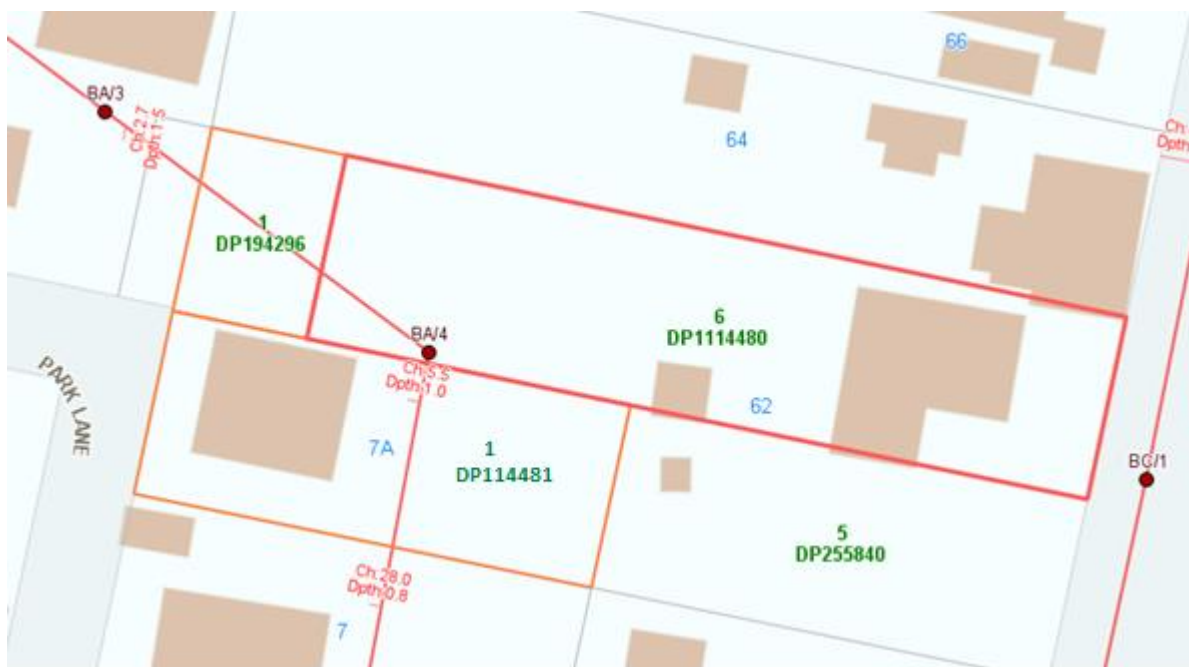 66
BA/3
Ch:2.7
Dpth:1.5
64
Ch:
Dpth:
1
DP194296
BA/4
Ch:5.5
Dpth:1.0
6
DP1114480
62
PARK LANE
7A
1
DP114481
BC/1
5
DP255840
Ch:28.0
Dpth:0.8
7